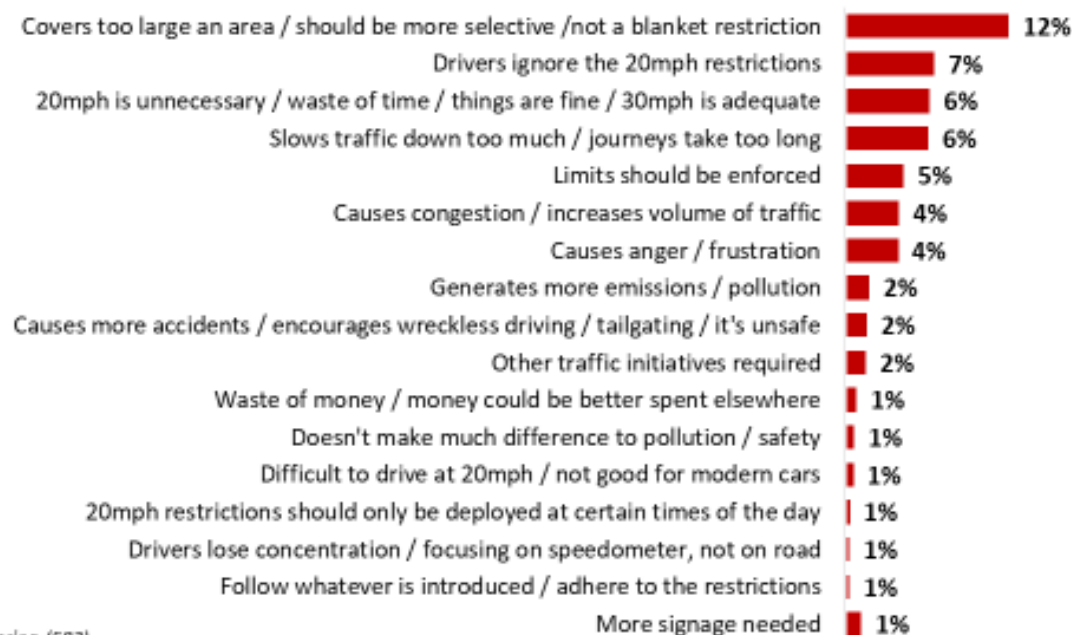 Covers too large an area / should be more selective /not a blanket restriction 12%
Drivers ignore the 20mph restrictions 7%
20mph is unnecessary / waste of time / things are fine / 30mph is adequate 6%
Slows traffic down too much / journeys take too long 6%
Limits should be enforced 5%
Causes congestion / increases volume of traffic 4%
Causes anger / frustration 4%
Generates more emissions / pollution 2%
Causes more accidents / encourages wreckless driving / tailgating / it's unsafe 2%
Other traffic initiatives required 2%
Waste of money / money could be better spent elsewhere 1%
Doesn't make much difference to pollution / safety 1%
Difficult to drive at 20mph / not good for modern cars 1%
20mph restrictions should only be deployed at certain times of the day 1%
Drivers lose concentration / focusing on speedometer, not on road 1%
Follow whatever is introduced / adhere to the restrictions 1%
More signage needed 1%